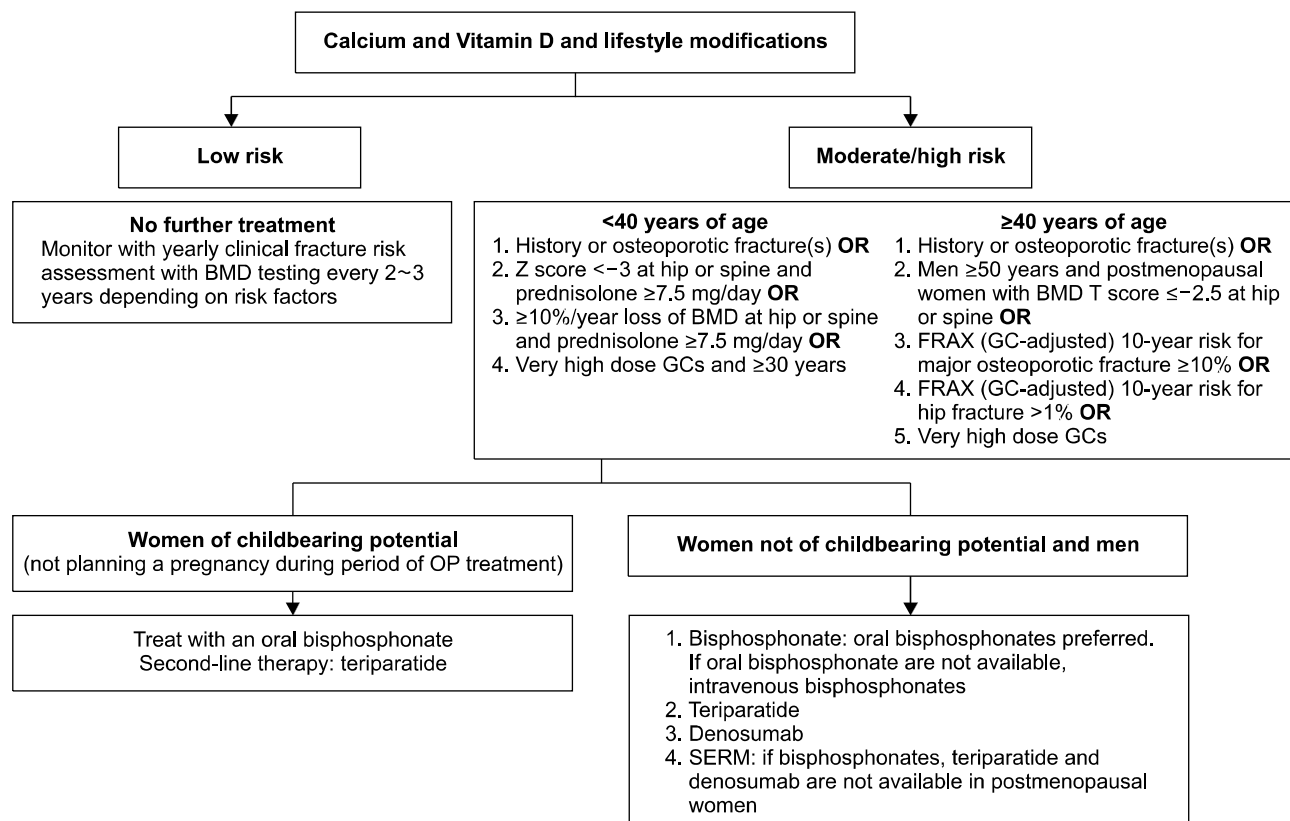 Calcium and Vitamin D and lifestyle modifications
Low risk
Moderate/high risk
No further treatment
Monitor with yearly clinical fracture risk
assessment with BMD testing every 2~3
years depending on risk factors
<40 years of age
1. History or osteoporotic fracture(s) OR
2. Z score <−3 at hip or spine and
prednisolone ≥7.5 mg/day OR
3. ≥10%/year loss of BMD at hip or spine
and prednisolone ≥7.5 mg/day OR
4. Very high dose GCs and ≥30 years
≥40 years of age
1. History or osteoporotic fracture(s) OR
2. Men ≥50 years and postmenopausal
women with BMD T score ≤−2.5 at hip
or spine OR
3. FRAX (GC-adjusted) 10-year risk for
major osteoporotic fracture ≥10% OR
4. FRAX (GC-adjusted) 10-year risk for
hip fracture >1% OR
5. Very high dose GCs
Women of childbearing potential
(not planning a pregnancy during period of OP treatment)
Women not of childbearing potential and men
Treat with an oral bisphosphonate
Second-line therapy: teriparatide
1. Bisphosphonate: oral bisphosphonates preferred.
If oral bisphosphonate are not available,
intravenous bisphosphonates
2. Teriparatide
3. Denosumab
4. SERM: if bisphosphonates, teriparatide and
denosumab are not available in postmenopausal
women